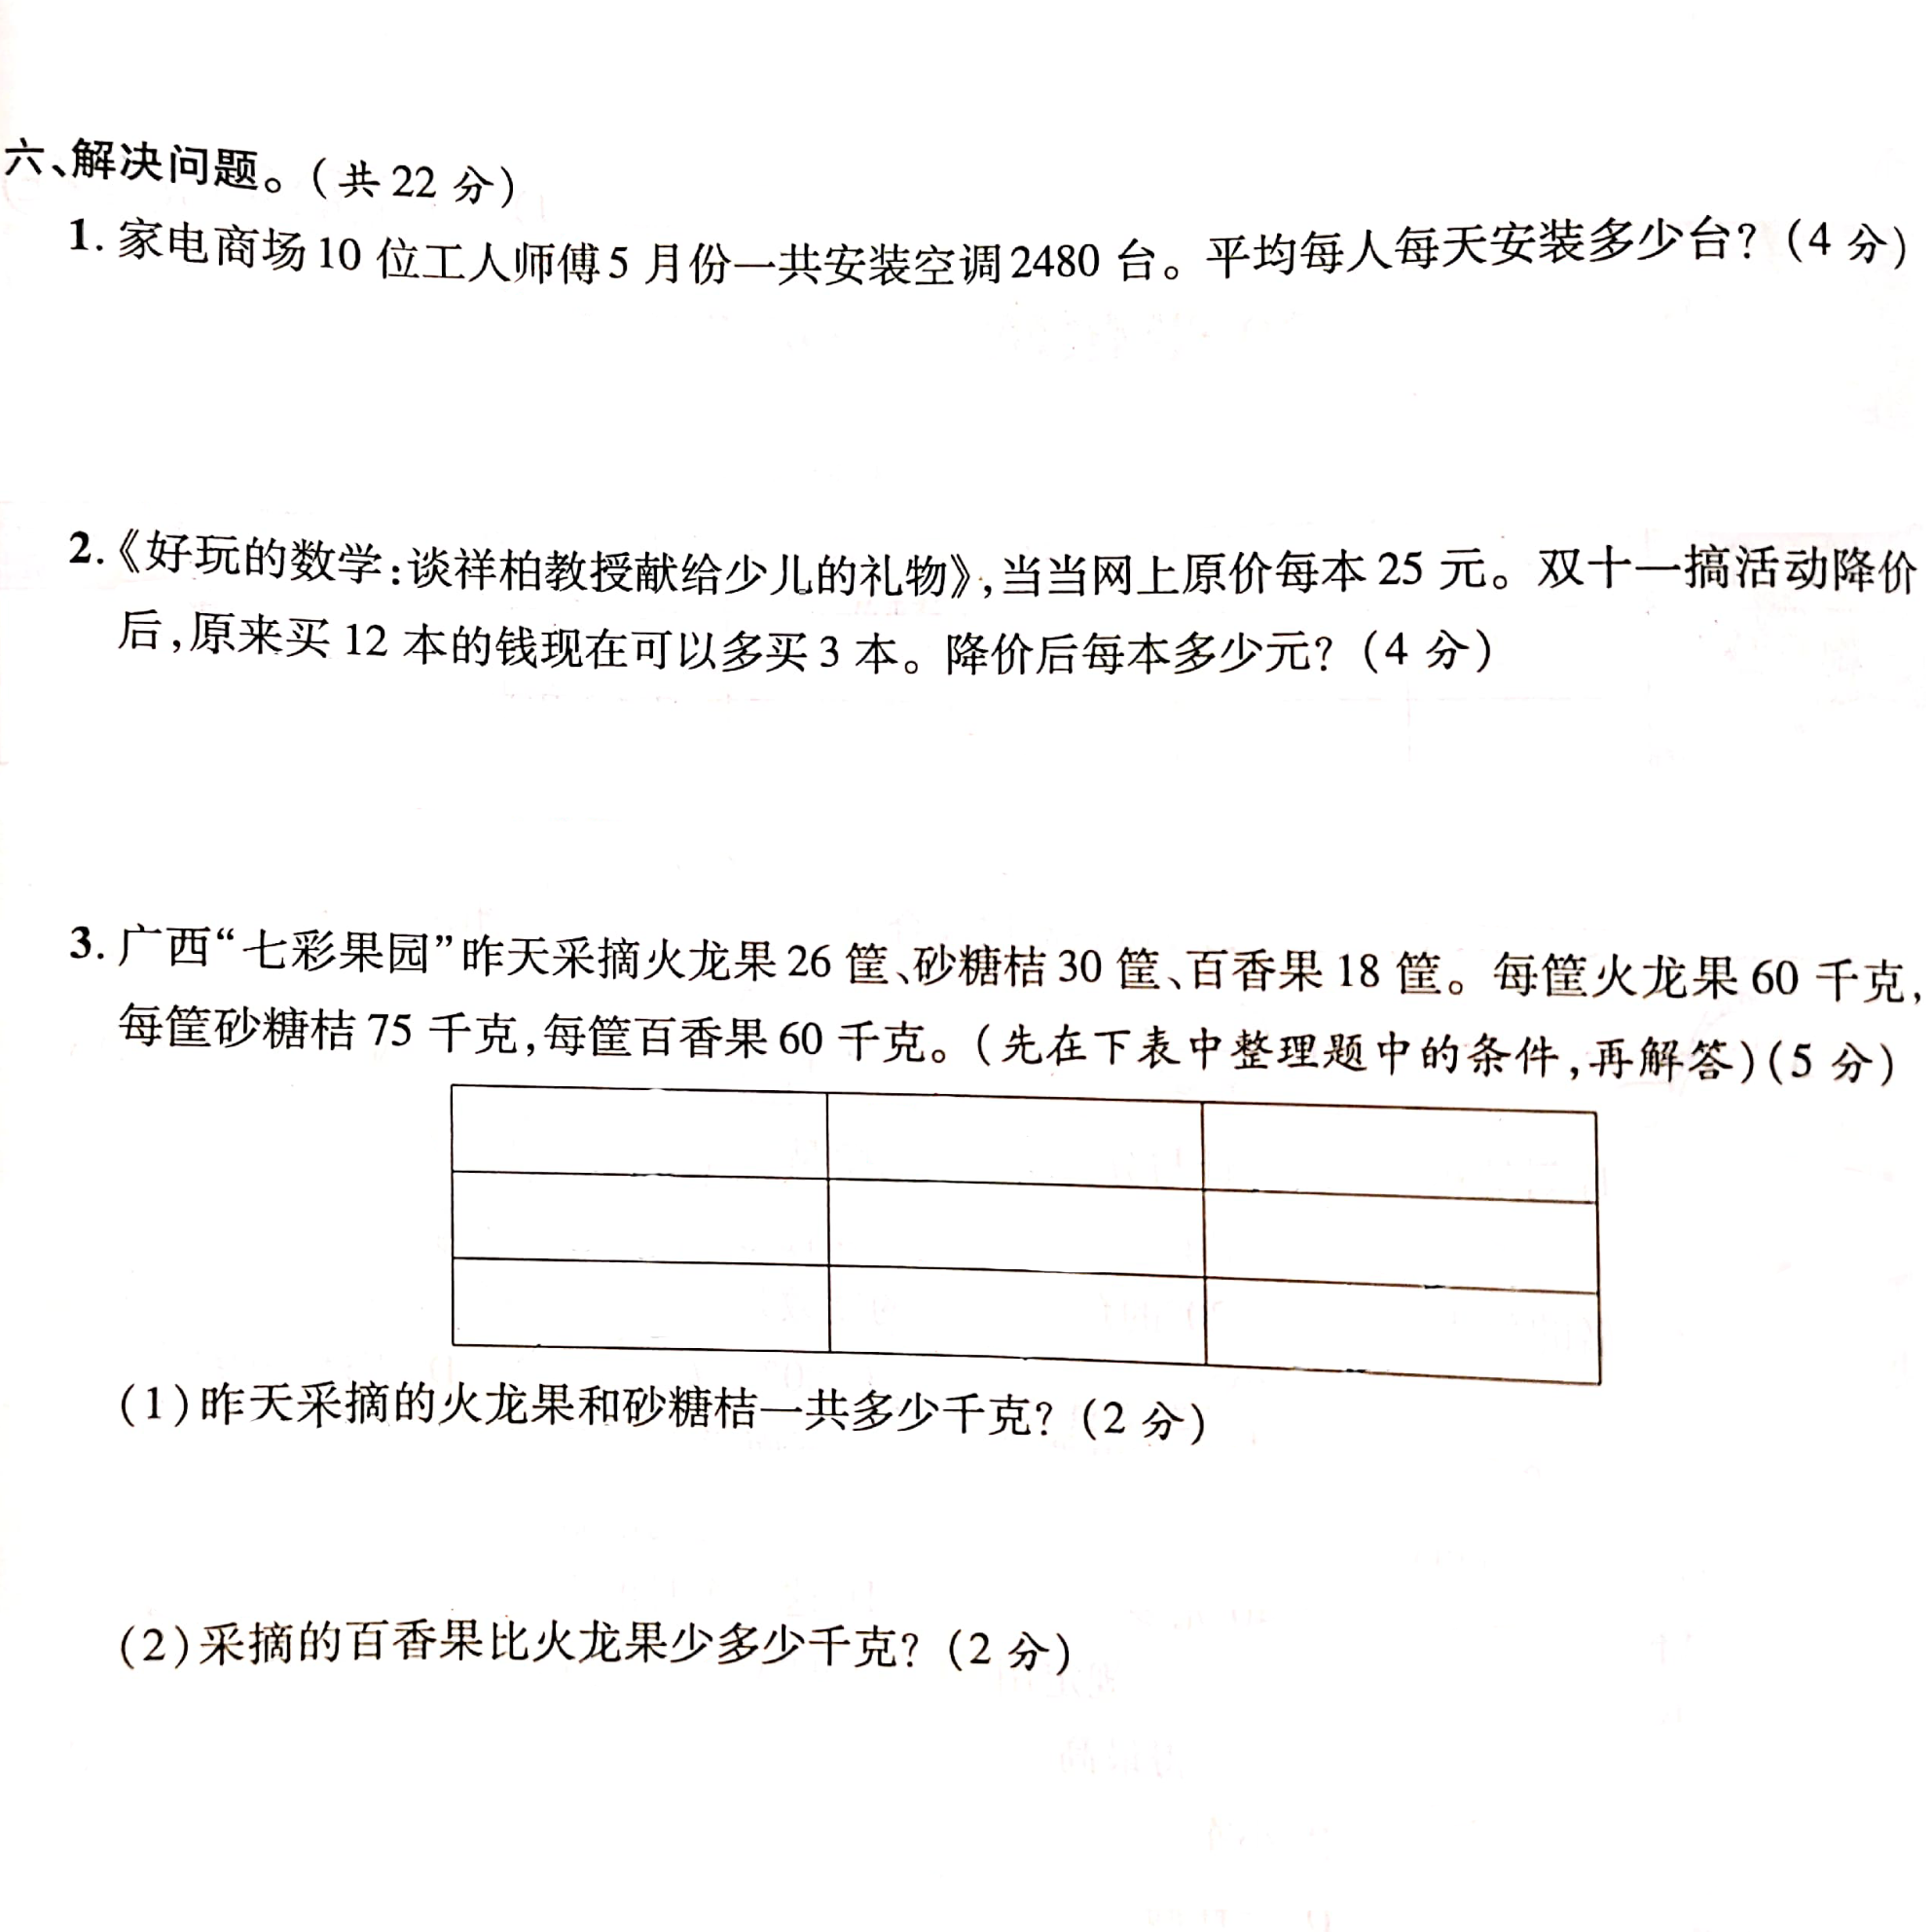 六、解决问题。(共 22 分)
1. 家电商场 10 位工人师傅 5 月份一共安装空调 2480 台。平均每人每天安装多少台?(4 分)
2.《好玩的数学:谈祥柏教授献给少儿的礼物》,当当网上原价每本 25 元。双十一搞活动降价
后,原来买 12 本的钱现在可以多买 3 本。降价后每本多少元?(4 分)
3. 广西“七彩果园”昨天采摘火龙果 26 筐、砂糖桔 30 筐、百香果 18 筐。每筐火龙果 60 千克,
每筐砂糖桔 75 千克,每筐百香果 60 千克。(先在下表中整理题中的条件,再解答)(5 分)
(1)昨天采摘的火龙果和砂糖桔一共多少千克?(2 分)
(2)采摘的百香果比火龙果少多少千克?(2 分)